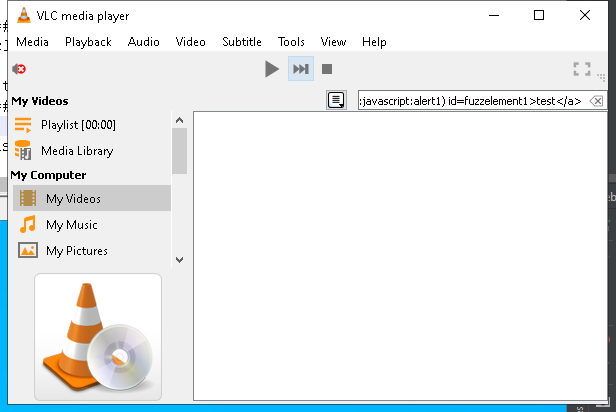 VLC media player
Media Playback Audio Video Subtitle Tools View Help
My Videos
:javascript:alert1) id=fuzzelement1>test</a>
Playlist [00:00]
Media Library
My Computer
My Videos
My Music
My Pictures